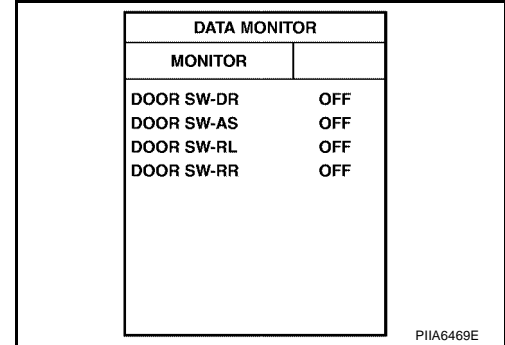 DATA MONITOR
MONITOR
DOOR SW-DR OFF
DOOR SW-AS OFF
DOOR SW-RL OFF
DOOR SW-RR OFF
PIIA6469E